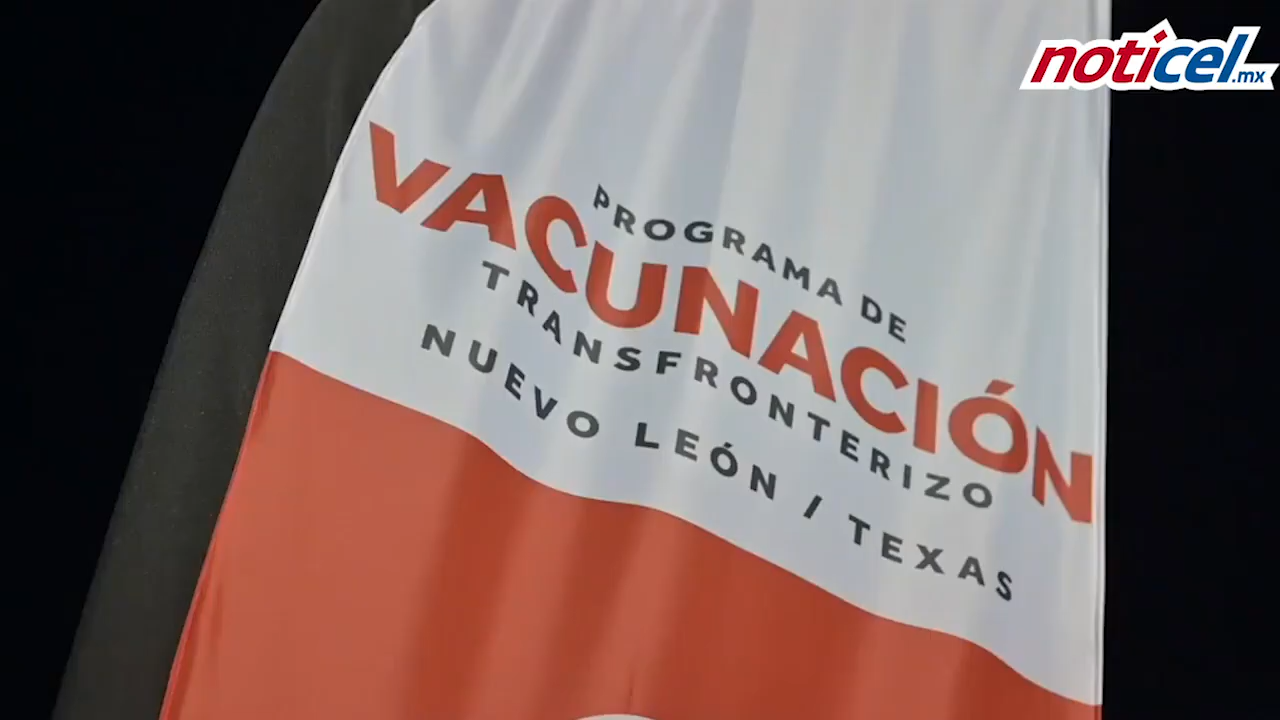 noticel.mx
PROGRAMA DE
VACUNACIÓN
TRANSFRONTERIZO
NUEVO LEÓN / TEXAS